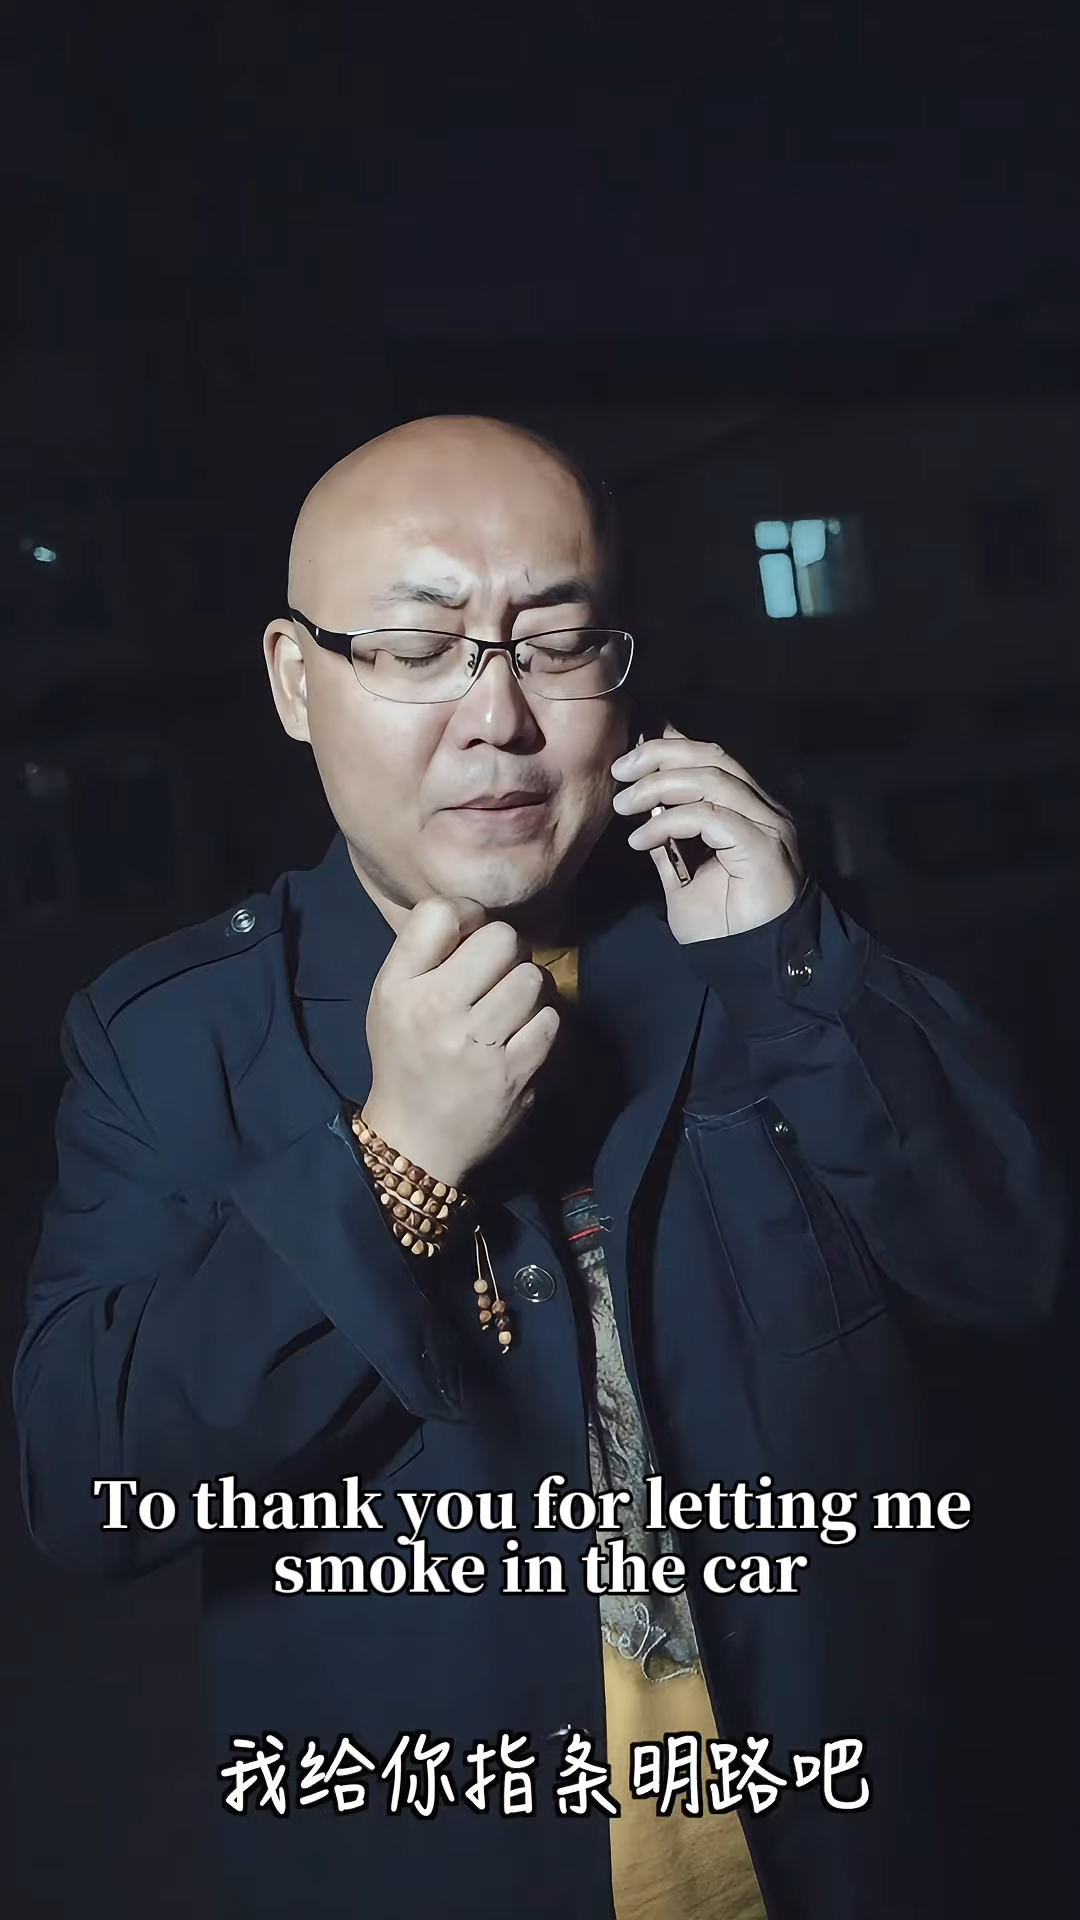 To thank you for letting me
smoke in the car
我给你指条明路吧